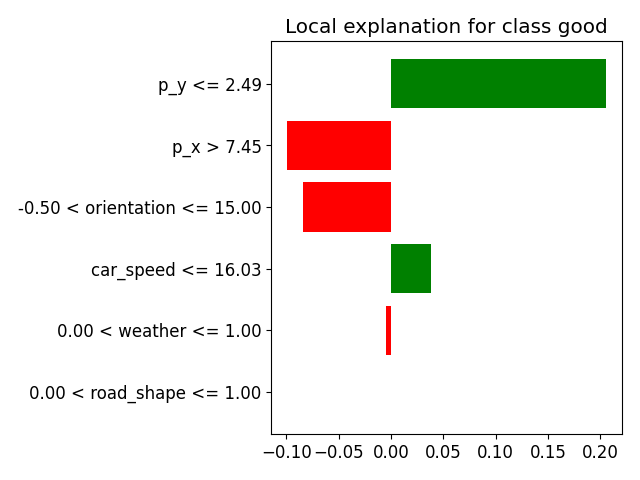 Local explanation for class good
p_y <= 2.49
p_x > 7.45
-0.50 < orientation <= 15.00
car_speed <= 16.03
0.00 < weather <= 1.00
0.00 < road_shape <= 1.00
−0.10 −0.05 0.00 0.05 0.10 0.15 0.20